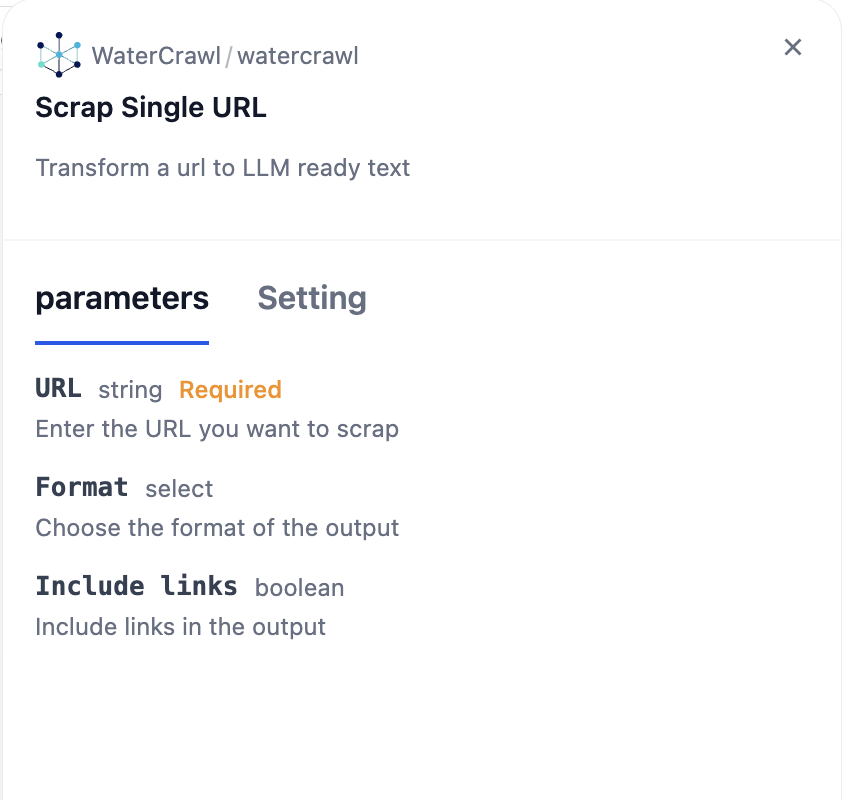 WaterCrawl / watercrawl
Scrap Single URL
Transform a url to LLM ready text
parameters Setting
URL string Required
Enter the URL you want to scrap
Format select
Choose the format of the output
Include links boolean
Include links in the output